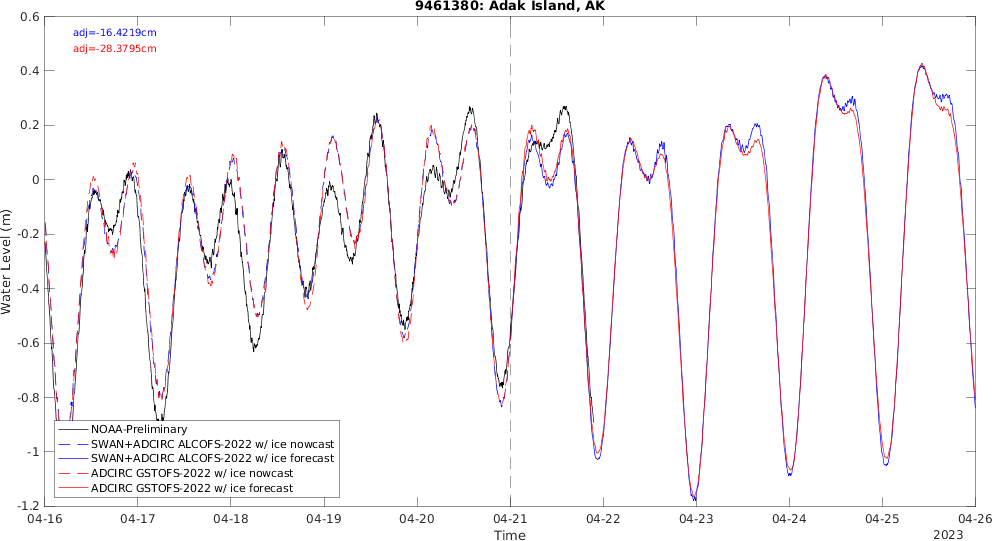 9461380: Adak Island, AK
adj=-16.4219cm
adj=-28.3795cm
0.6
0.4
0.2
0
-0.2
-0.4
-0.6
-0.8
-1
-1.2
Water Level (m)
NOAA-Preliminary
SWAN+ADCIRC ALCOFS-2022 w/ ice nowcast
SWAN+ADCIRC ALCOFS-2022 w/ ice forecast
ADCIRC GSTOFS-2022 w/ ice nowcast
ADCIRC GSTOFS-2022 w/ ice forecast
04-16 04-17 04-18 04-19 04-20 04-21 04-22 04-23 04-24 04-25 04-26
Time
2023